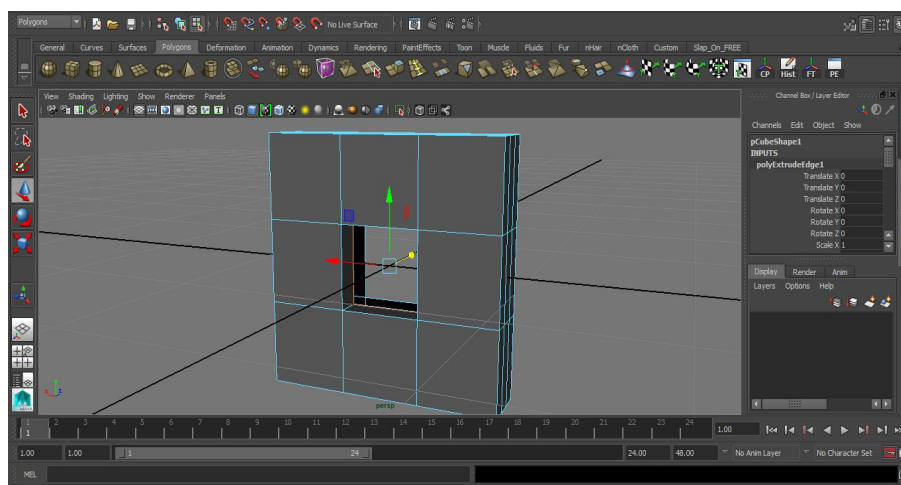 Polygons
No Live Surface
General Curves Surfaces Polygons Deformation Animation Dynamics Rendering PaintEffects Toon Muscle Fluids Fur nHair nCloth Custom Slap_On_FREE
CP Hist FT PE
View Shading Lighting Show Renderer Panels
Channel Box / Layer Editor
Channels Edit Object Show
pCubeShape1
INPUTS
polyExtrudeEdge1
Translate X 0
Translate Y 0
Translate Z 0
Rotate X 0
Rotate Y 0
Rotate Z 0
Scale X 1
Display Render Anim
Layers Options Help
persp
1 2 3 4 5 6 7 8 9 10 11 12 13 14 15 16 17 18 19 20 21 22 23 24
1 1.00
1.00 1.00 1 24 24.00 48.00 No Anim Layer No Character Set
MEL